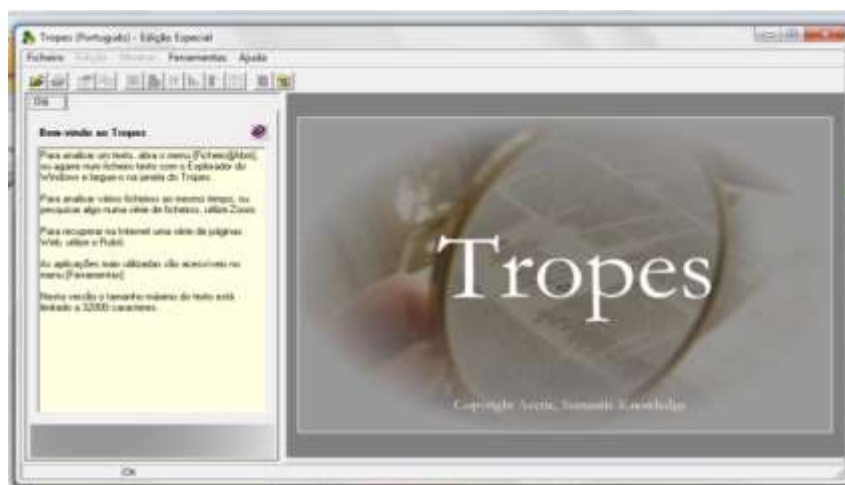 Tropes (Português) - Edição Especial
Ficheiro Edição Mostrar Ferramentas Ajuda
Olá
Bem-vindo ao Tropes
Para analisar um texto, abra o menu [Ficheiro][Abrir],
ou agarre num ficheiro texto com o Explorador do
Windows e largue-o na janela do Tropes.
Para analisar vários ficheiros ao mesmo tempo, ou
pesquisar algo numa série de ficheiros, utilize Zoom.
Para recuperar na Internet uma série de páginas
Web, utilize o Robô.
As aplicações mais utilizadas são acessíveis no
menu [Ferramentas].
Nesta versão o tamanho máximo do texto está
limitado a 32000 caracteres.
Tropes
Copyright Acetic, Semantic Knowledge
Ok